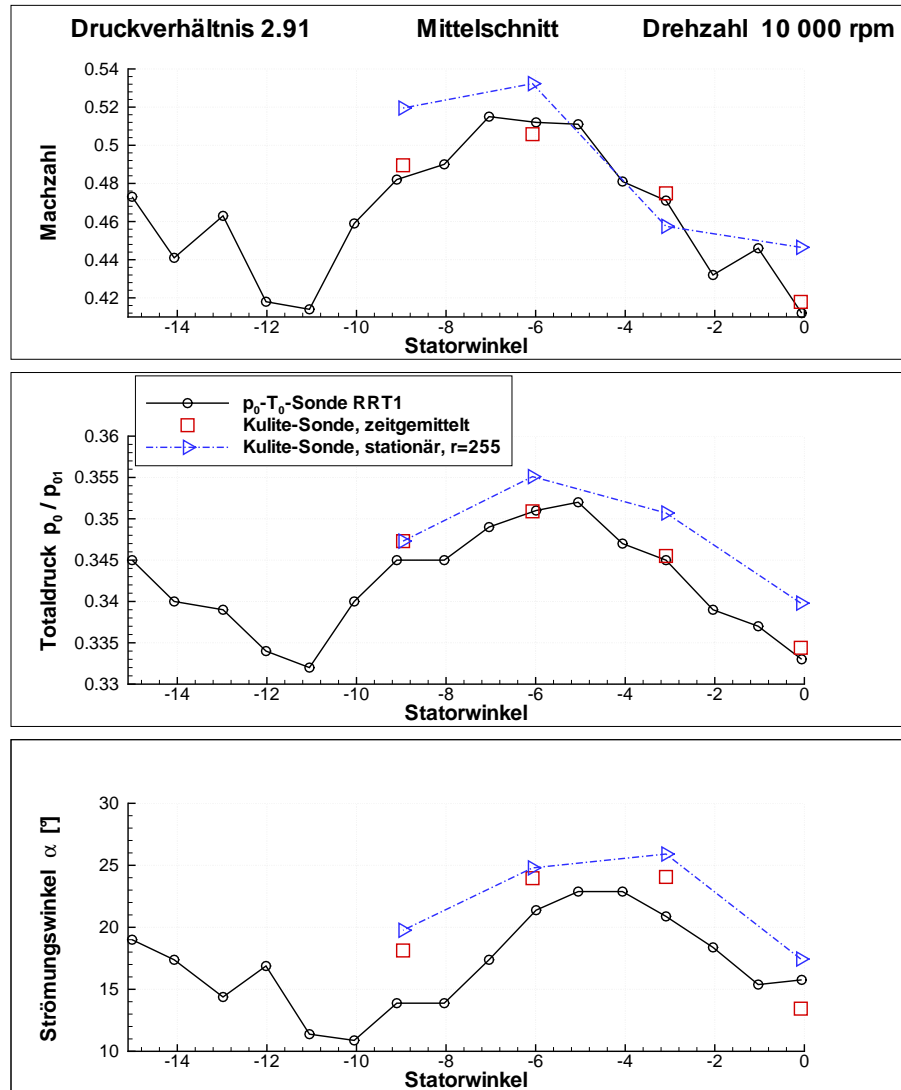 Druckverhältnis 2.91 Mittelschnitt Drehzahl 10 000 rpm
0.54
0.52
0.5
0.48
0.46
0.44
0.42
Machzahl
-14 -12 -10 -8 -6 -4 -2 0
Statorwinkel
p₀-T₀-Sonde RRT1
Kulite-Sonde, zeitgemittelt
Kulite-Sonde, stationär, r=255
0.36
0.355
0.35
0.345
0.34
0.335
0.33
Totaldruck p₀ / p₀₁
-14 -12 -10 -8 -6 -4 -2 0
Statorwinkel
30
25
20
15
10
Strömungswinkel α [°]
-14 -12 -10 -8 -6 -4 -2 0
Statorwinkel